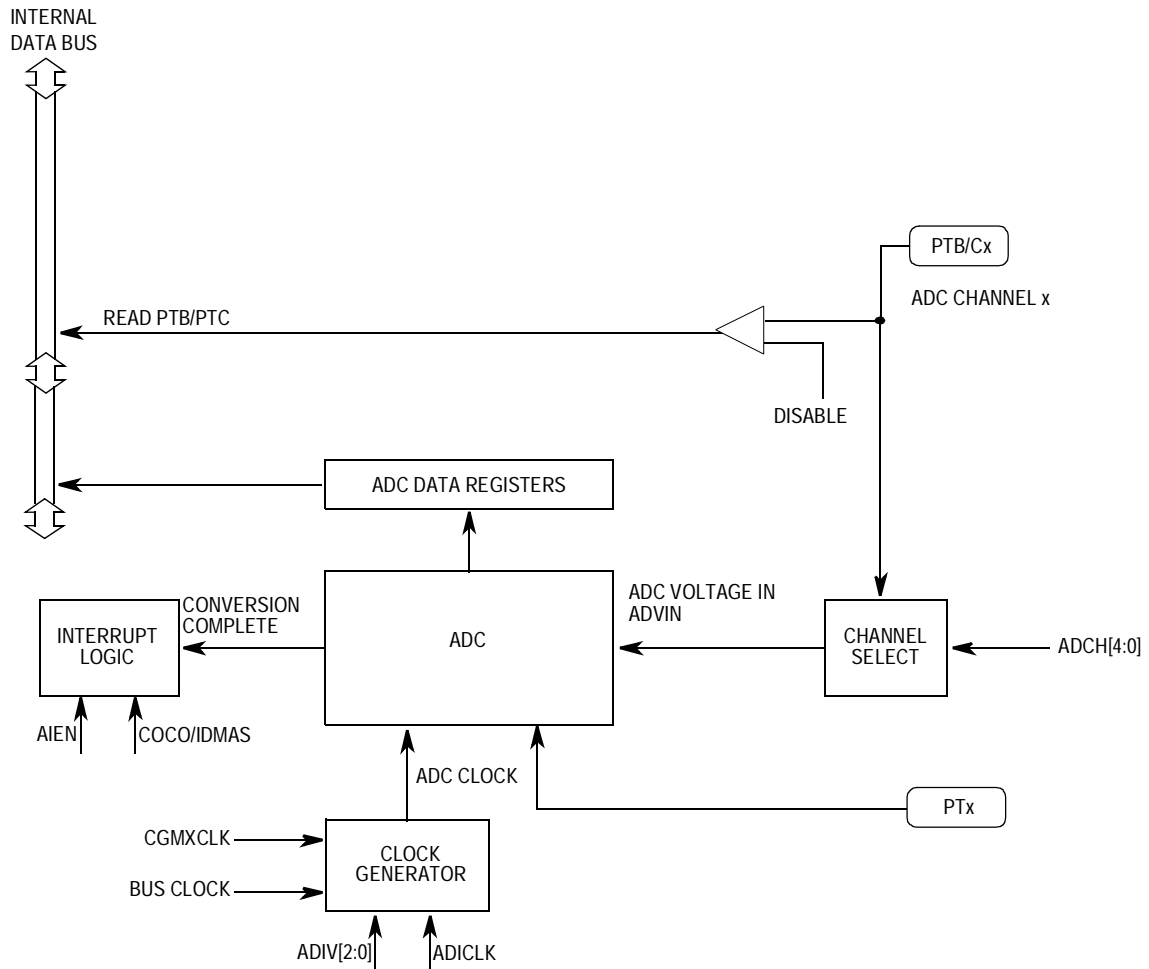 INTERNAL
DATA BUS
PTB/Cx
ADC CHANNEL x
READ PTB/PTC
DISABLE
ADC DATA REGISTERS
ADC VOLTAGE IN
ADVIN
CONVERSION
COMPLETE
INTERRUPT
LOGIC
ADC
CHANNEL
SELECT
ADCH[4:0]
AIEN
COCO/IDMAS
ADC CLOCK
PTx
CGMXCLK
CLOCK
GENERATOR
BUS CLOCK
ADIV[2:0]
ADICLK